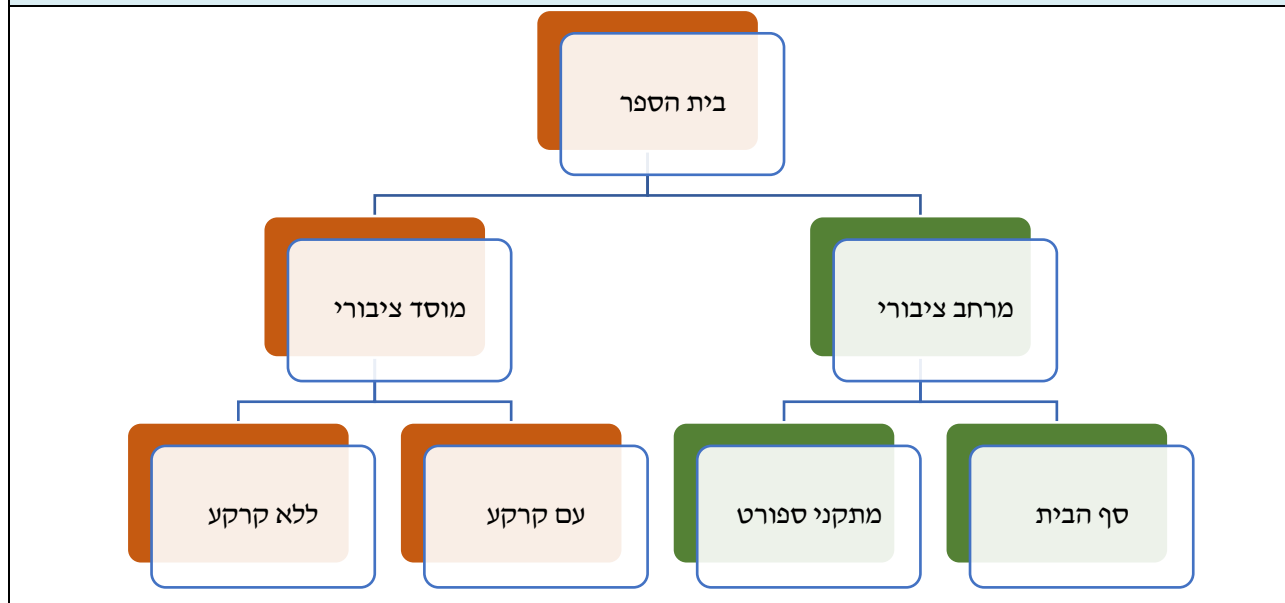 בית הספר
מרחב ציבורי
מוסד ציבורי
סף הבית
מתקני ספורט
עם קרקע
ללא קרקע